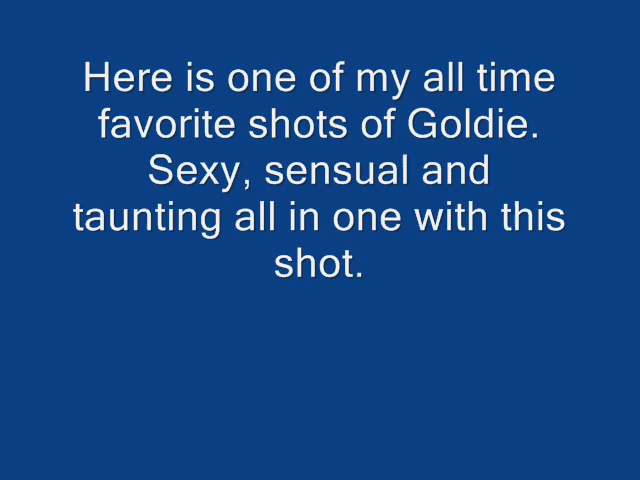 Here is one of my all time
favorite shots of Goldie.
Sexy, sensual and
taunting all in one with this
shot.